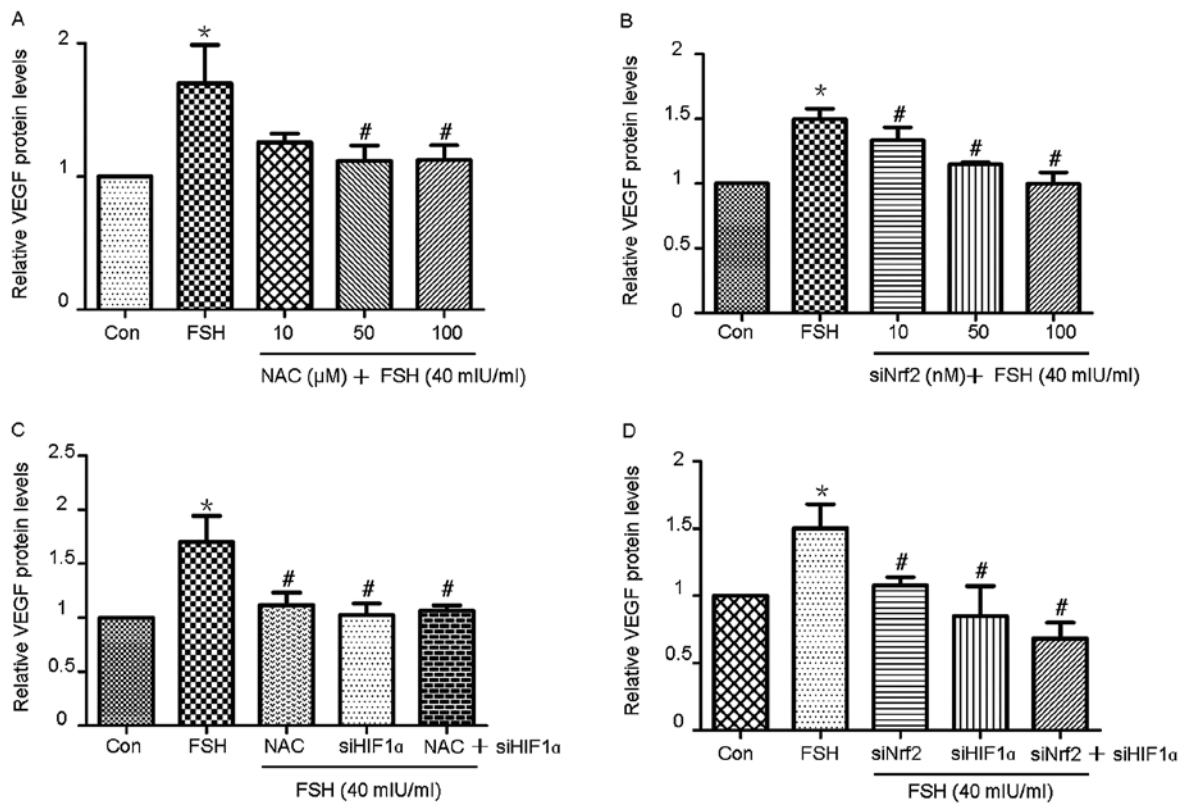 A
Relative VEGF protein levels
2
1
0
*
#
#
Con
FSH
10
50
100
NAC (µM) + FSH (40 mIU/ml)
B
Relative VEGF protein levels
2
1.5
1
0.5
0
*
#
#
#
Con
FSH
10
50
100
siNrf2 (nM)+ FSH (40 mIU/ml)
C
Relative VEGF protein levels
2.5
2
1.5
1
0.5
0
*
#
#
#
Con
FSH
NAC
siHIF1α
NAC + siHIF1α
FSH (40 mIU/ml)
D
Relative VEGF protein levels
2
1.5
1
0.5
0
*
#
#
#
Con
FSH
siNrf2
siHIF1α
siNrf2 + siHIF1α
FSH (40 mIU/ml)